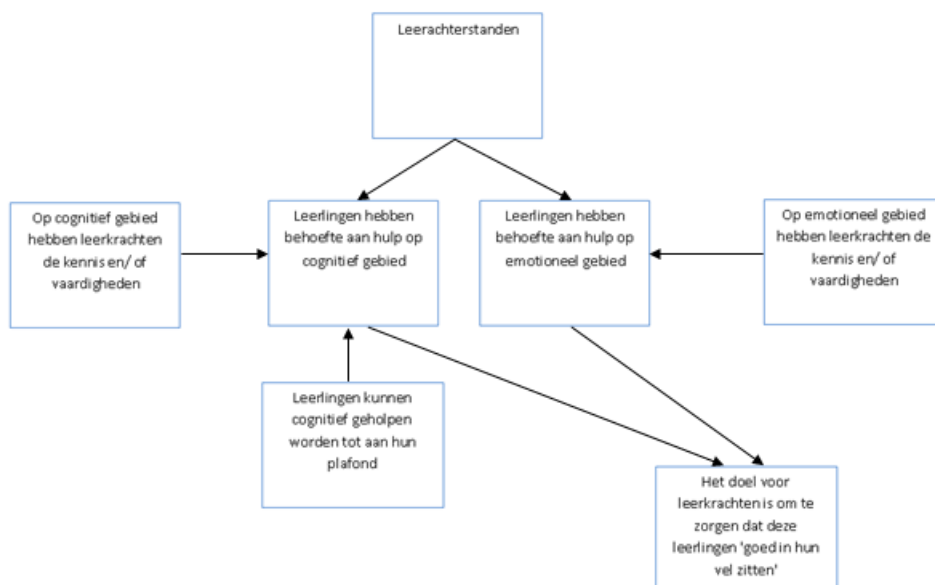 Leerachterstanden
Op cognitief gebied
hebben leerkrachten
de kennis en/ of
vaardigheden
Leerlingen hebben
behoefte aan hulp op
cognitief gebied
Leerlingen hebben
behoefte aan hulp op
emotioneel gebied
Op emotioneel gebied
hebben leerkrachten de
kennis en/ of
vaardigheden
Leerlingen kunnen
cognitief geholpen
worden tot aan hun
plafond
Het doel voor
leerkrachten is om te
zorgen dat deze
leerlingen 'goed in hun
vel zitten'